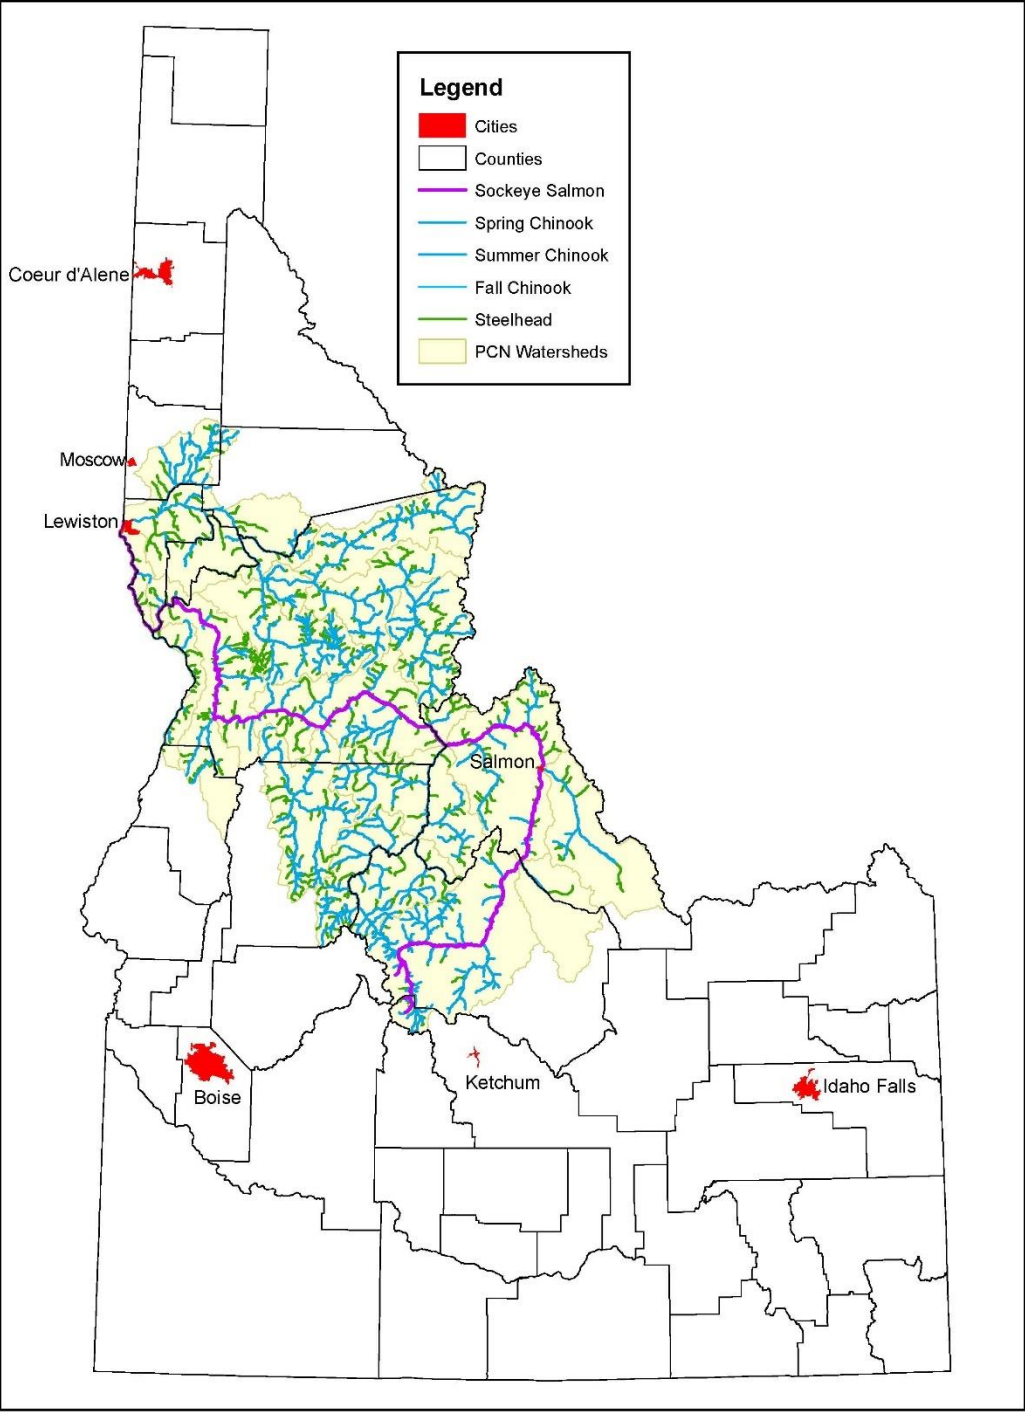 Legend
Cities
Counties
Sockeye Salmon
Spring Chinook
Summer Chinook
Fall Chinook
Steelhead
PCN Watersheds
Coeur d'Alene
Moscow
Lewiston
Salmon
Ketchum
Boise
Idaho Falls